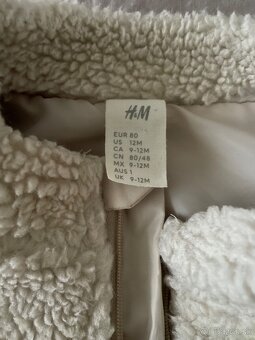 H&M
EUR 80
US 12M
CA 9-12M
CN 80/48
MX 9-12M
AUS 1
UK 9-12M